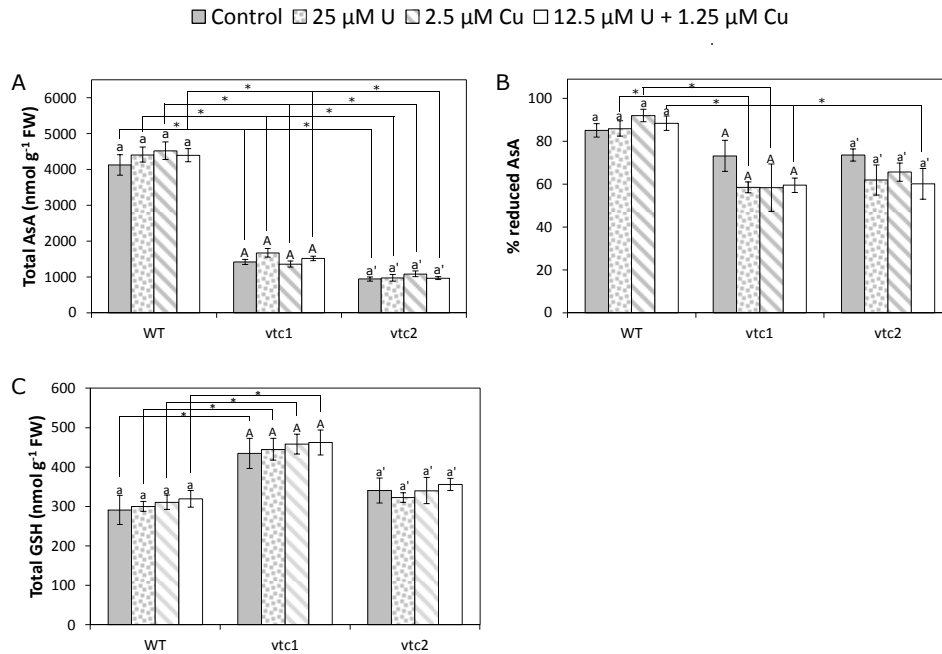 Control 25 µM U 2.5 µM Cu 12.5 µM U + 1.25 µM Cu
A
Total AsA (nmol g⁻¹ FW)
6000
5000
4000
3000
2000
1000
0
* * * * * * * *
a a a a
A A A A
a' a' a' a'
WT vtc1 vtc2
B
% reduced AsA
100
80
60
40
20
0
* * * *
a a a a
A A A A
a' a' a' a'
WT vtc1 vtc2
C
Total GSH (nmol g⁻¹ FW)
600
500
400
300
200
100
0
* * * *
a a a a
A A A A
a' a' a' a'
WT vtc1 vtc2